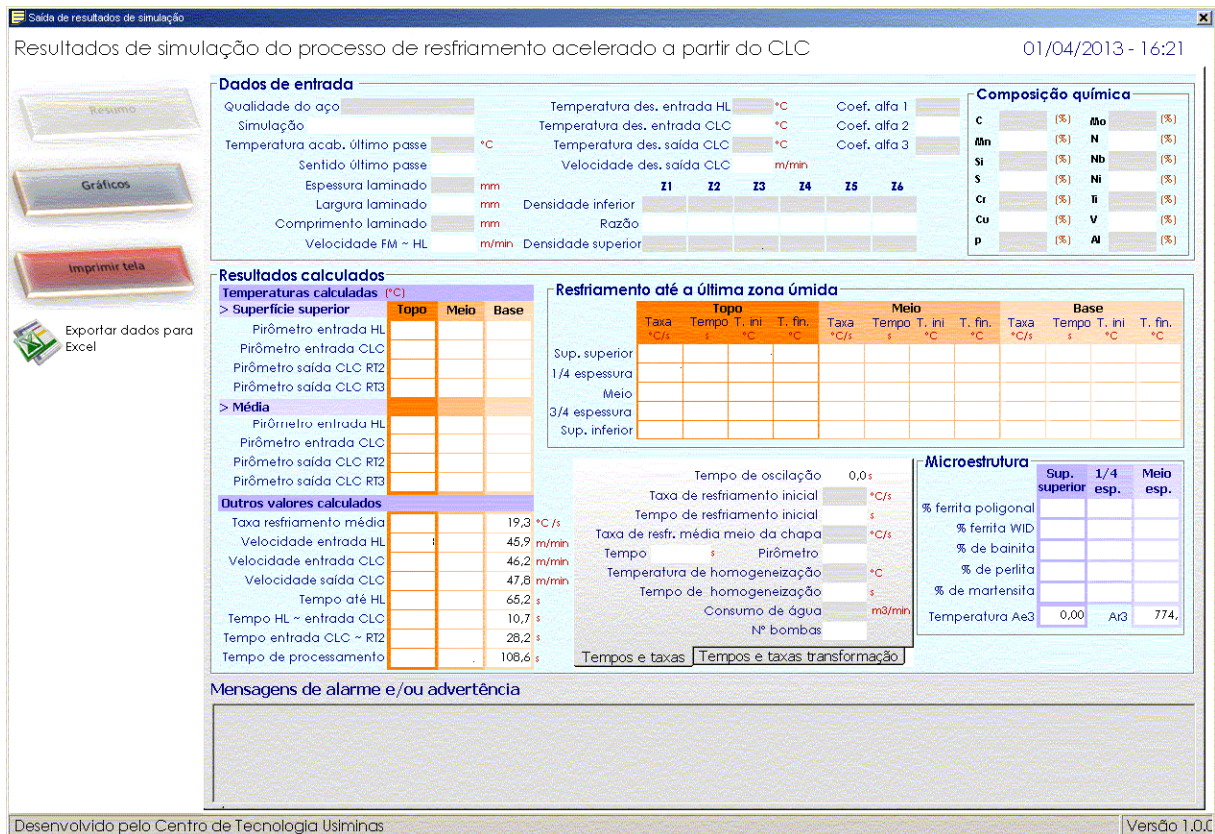 Saída de resultados de simulação
Resultados de simulação do processo de resfriamento acelerado a partir do CLC 01/04/2013 - 16:21
Resumo
Gráficos
Imprimir tela
Exportar dados para
Excel
Dados de entrada
Qualidade do aço
Simulação
Temperatura acab. último passe °C
Sentido último passe
Espessura laminado mm
Largura laminado mm
Comprimento laminado mm
Velocidade FM ~ HL m/min
Temperatura des. entrada HL °C
Temperatura des. entrada CLC °C
Temperatura des. saída CLC °C
Velocidade des. saída CLC m/min
Coef. alfa 1
Coef. alfa 2
Coef. alfa 3
Z1 Z2 Z3 Z4 Z5 Z6
Densidade inferior
Razão
Densidade superior
Composição química
C (%) Mo (%)
Mn (%) N (%)
Si (%) Nb (%)
S (%) Ni (%)
Cr (%) Ti (%)
Cu (%) V (%)
P (%) Al (%)
Resultados calculados
Temperaturas calculadas (°C)
> Superfície superior Topo Meio Base
Pirômetro entrada HL
Pirômetro entrada CLC
Pirômetro saída CLC RT2
Pirômetro saída CLC RT3
> Média
Pirômetro entrada HL
Pirômetro entrada CLC
Pirômetro saída CLC RT2
Pirômetro saída CLC RT3
Outros valores calculados
Taxa resfriamento média 19,3 °C/s
Velocidade entrada HL 45,9 m/min
Velocidade entrada CLC 46,2 m/min
Velocidade saída CLC 47,8 m/min
Tempo até HL 65,2 s
Tempo HL ~ entrada CLC 10,7 s
Tempo entrada CLC ~ RT2 28,2 s
Tempo de processamento 108,6 s
Resfriamento até a última zona úmida
Topo Meio Base
Taxa Tempo T. ini T. fin. Taxa Tempo T. ini T. fin. Taxa Tempo T. ini T. fin.
°C/s s °C °C °C/s s °C °C °C/s s °C °C
Sup. superior
1/4 espessura
Meio
3/4 espessura
Sup. inferior
Tempo de oscilação 0,0 s
Taxa de resfriamento inicial °C/s
Tempo de resfriamento inicial s
Taxa de resfr. média meio da chapa °C/s
Tempo s Pirômetro
Temperatura de homogeneização °C
Tempo de homogeneização s
Consumo de água m3/min
Nº bombas
Tempos e taxas Tempos e taxas transformação
Microestrutura
Sup. 1/4 Meio
superior esp. esp.
% ferrita poligonal
% ferrita WID
% de bainita
% de perlita
% de martensita
Temperatura Ae3 0,00 Ar3 774,
Mensagens de alarme e/ou advertência
Desenvolvido pelo Centro de Tecnologia Usiminas Versão 1.0.0